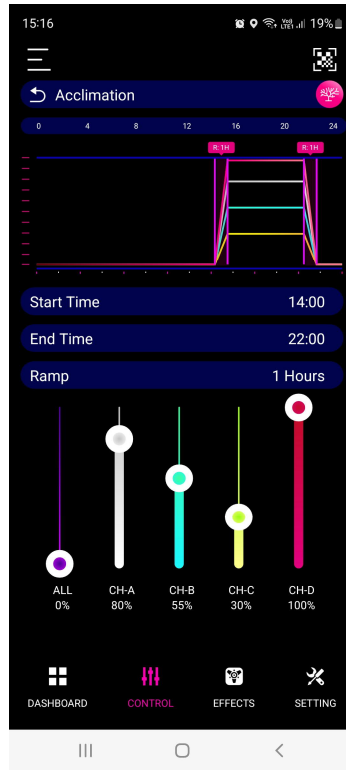 15:16 Vo)) LTE1 19%
Acclimation
0 4 8 12 16 20 24
R:1H R:1H
Start Time 14:00
End Time 22:00
Ramp 1 Hours
ALL CH-A CH-B CH-C CH-D
0% 80% 55% 30% 100%
DASHBOARD CONTROL EFFECTS SETTING